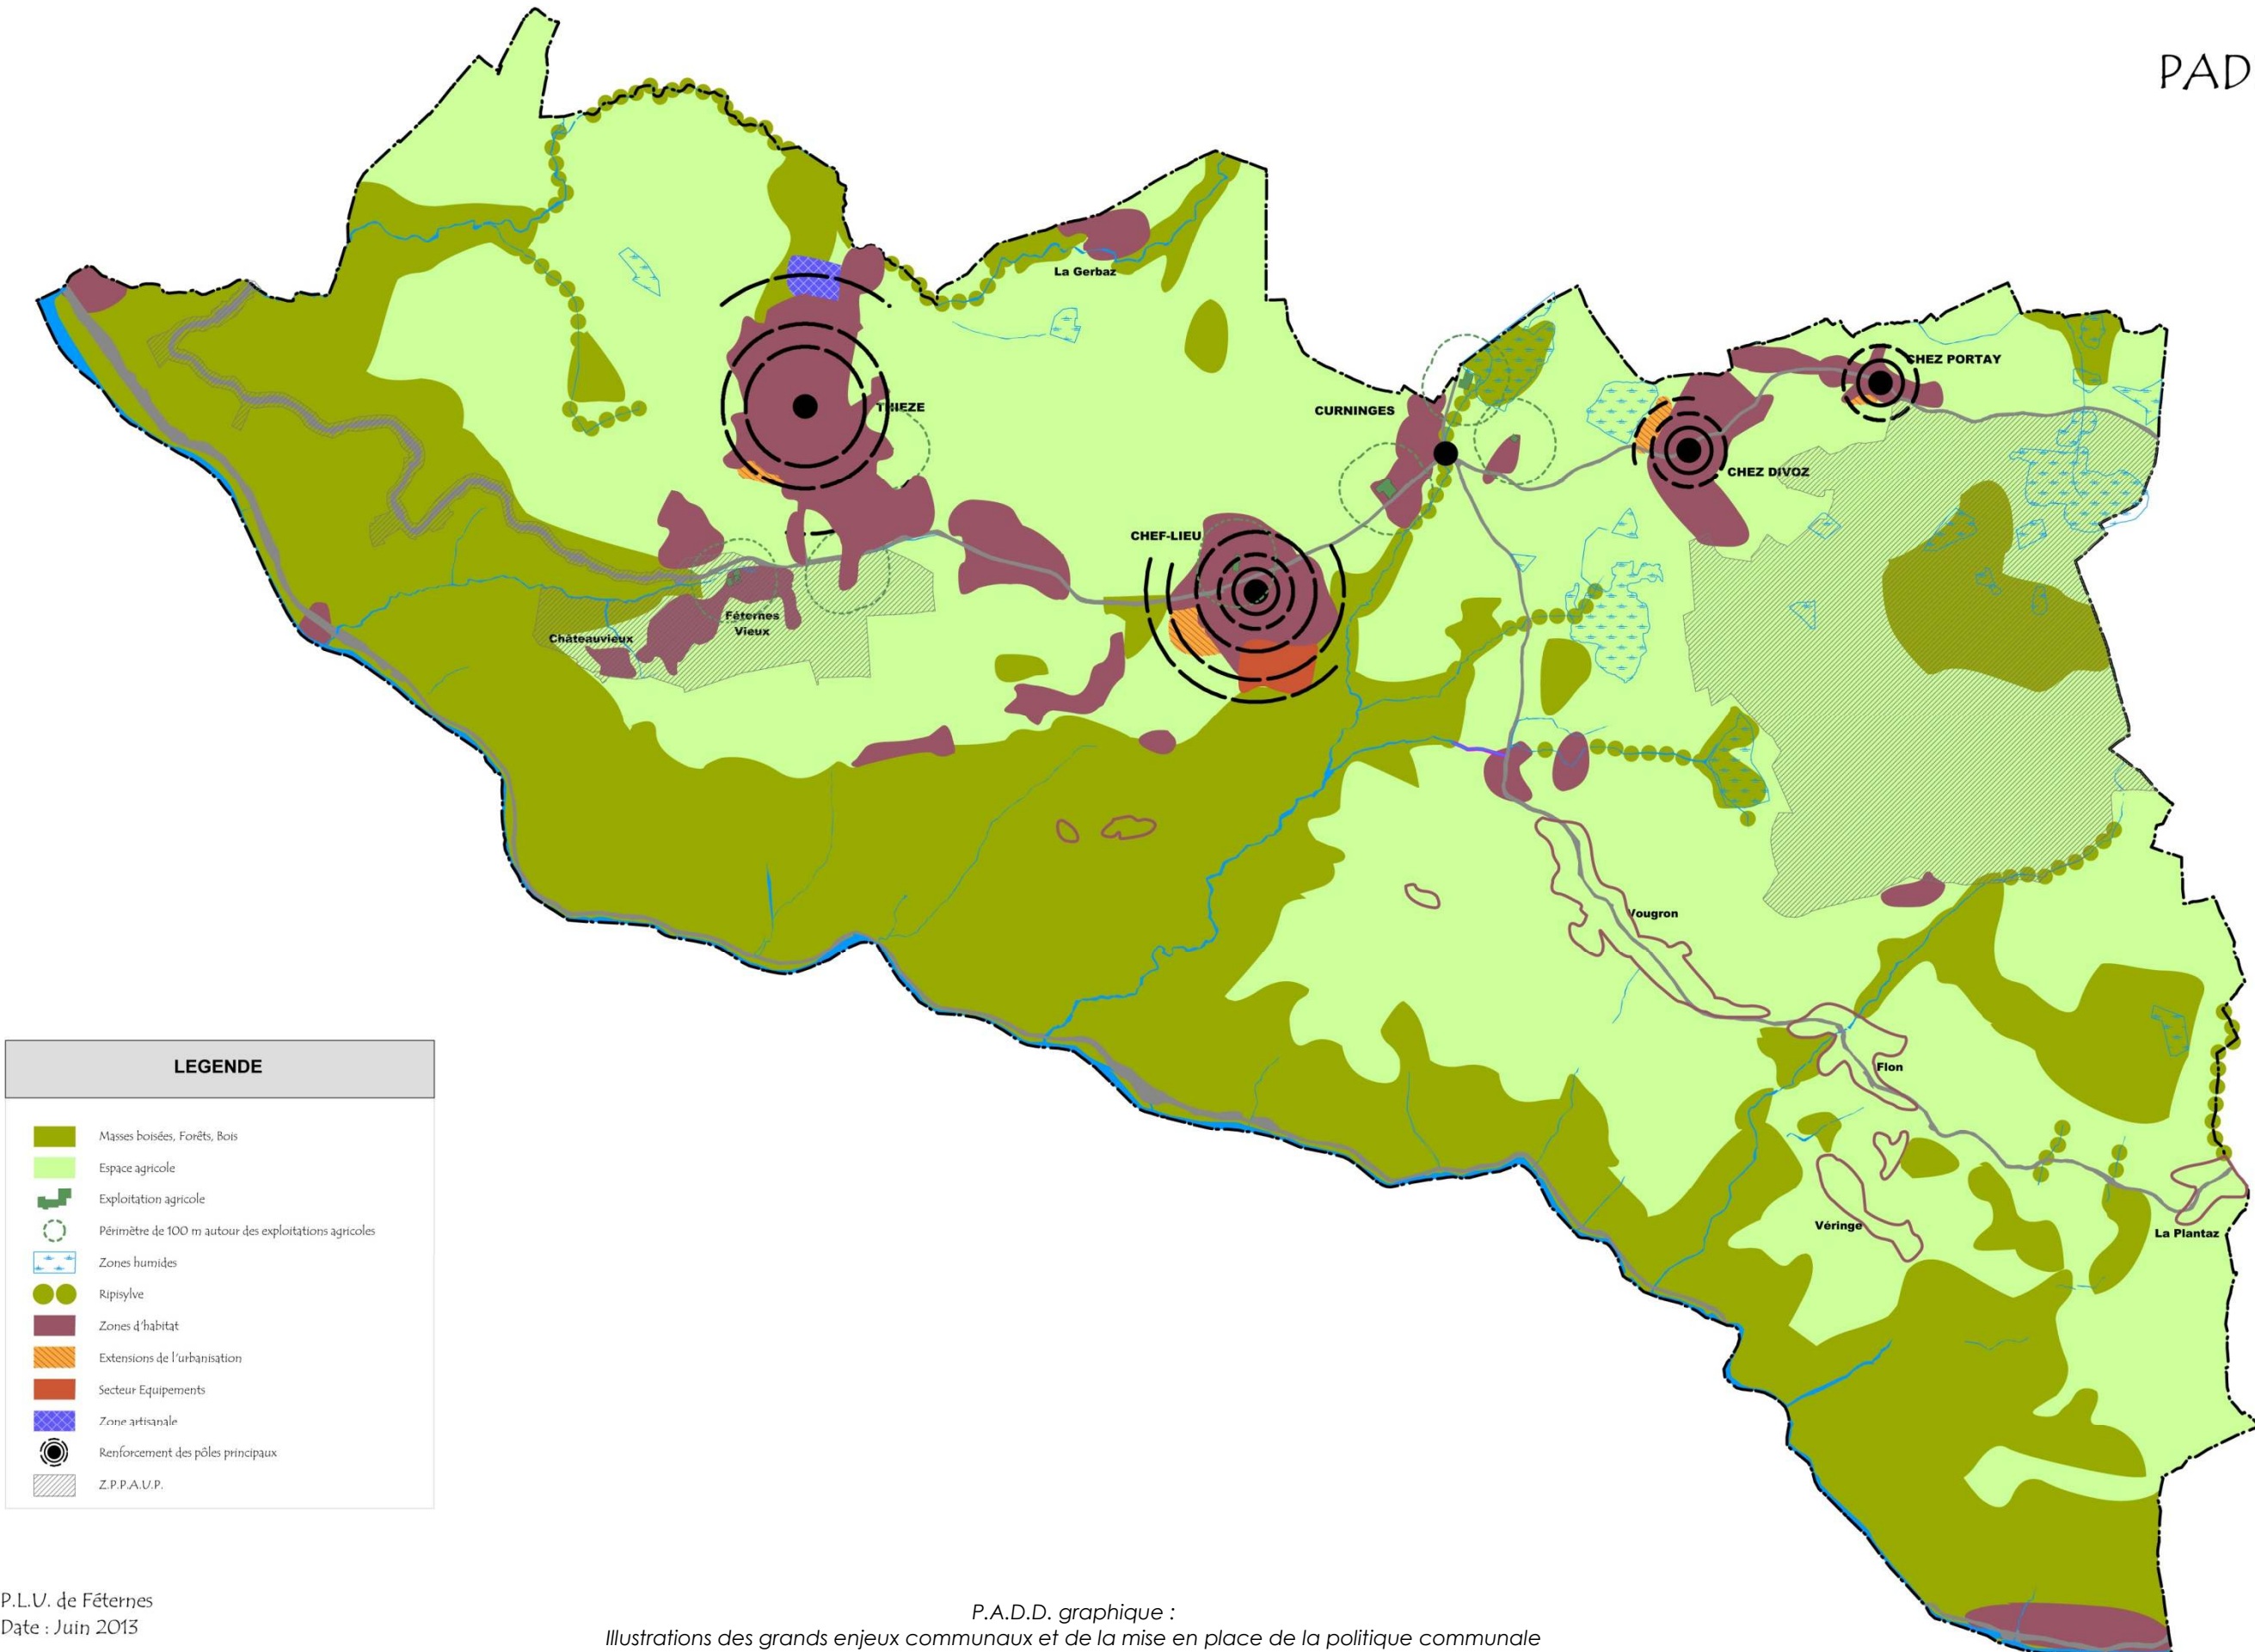 PAD
La Gerbaz
CHEZ PORTAY
THIEZE
CURNINGES
CHEZ DIVOZ
CHEF-LIEU
Féternes
Vieux
Châteauvieux
Vougron
Flon
Véringe
La Plantaz
LEGENDE
Masses boisées, Forêts, Bois
Espace agricole
Exploitation agricole
Périmètre de 100 m autour des exploitations agricoles
Zones humides
Ripisylve
Zones d'habitat
Extensions de l'urbanisation
Secteur Equipements
Zone artisanale
Renforcement des pôles principaux
Z.P.P.A.U.P.
P.L.U. de Féternes
Date : Juin 2013
P.A.D.D. graphique :
Illustrations des grands enjeux communaux et de la mise en place de la politique communale